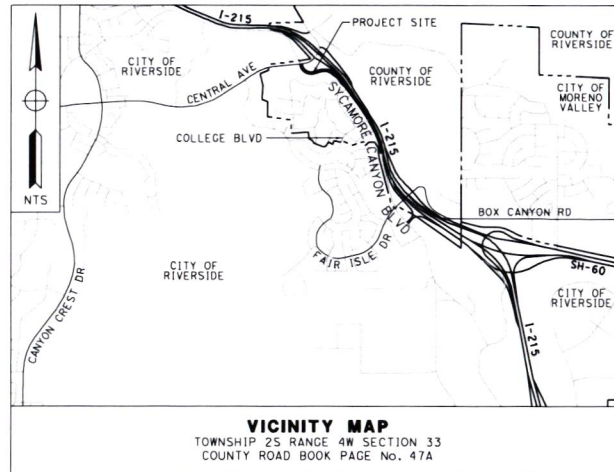 I-215
PROJECT SITE
CITY OF
RIVERSIDE
COUNTY OF
RIVERSIDE
COUNTY OF
RIVERSIDE
CITY OF
MORENO
VALLEY
CENTRAL AVE
SYCAMORE CANYON BLVD
I-215
COLLEGE BLVD
NTS
BOX CANYON RD
FAIR ISLE DR
CITY OF
RIVERSIDE
SH-60
CITY OF
RIVERSIDE
CANYON CREST DR
I-215
VICINITY MAP
TOWNSHIP 2S RANGE 4W SECTION 33
COUNTY ROAD BOOK PAGE No. 47A